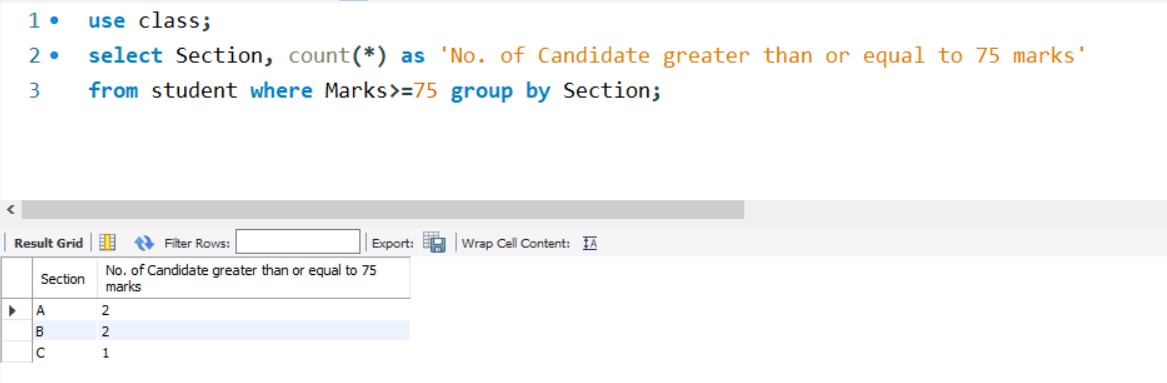 1 use class;
2 select Section, count(*) as 'No. of Candidate greater than or equal to 75 marks'
3 from student where Marks>=75 group by Section;
Result Grid Filter Rows: Export: Wrap Cell Content: IA
Section No. of Candidate greater than or equal to 75
marks
A 2
B 2
C 1